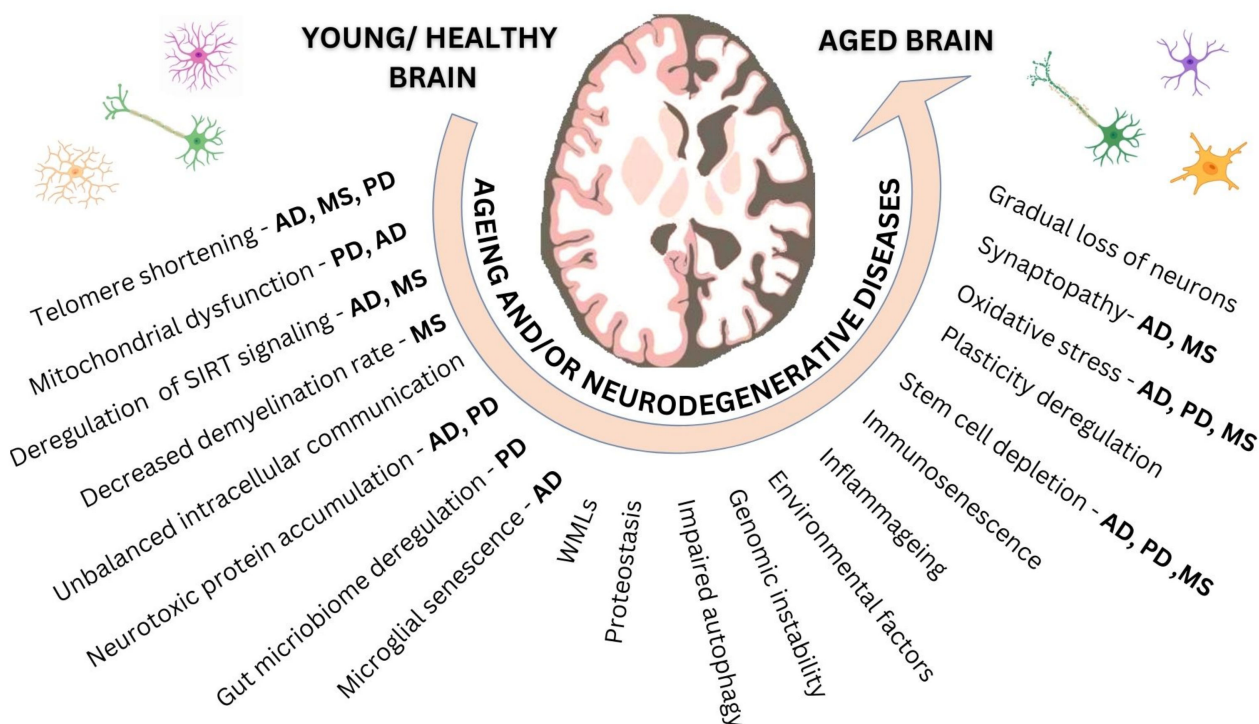 YOUNG/ HEALTHY
BRAIN
AGED BRAIN
AGEING AND/OR NEURODEGENERATIVE DISEASES
Telomere shortening - AD, MS, PD
Mitochondrial dysfunction - PD, AD
Deregulation of SIRT signaling - AD, MS
Decreased demyelination rate - MS
Unbalanced intracellular communication
Neurotoxic protein accumulation - AD, PD
Gut micriobiome deregulation - PD
Microglial senescence - AD
WMLs
Proteostasis
Impaired autophagy
Genomic instability
Environmental factors
Inflammageing
Immunosenescence
Stem cell depletion - AD, PD ,MS
Plasticity deregulation
Oxidative stress - AD, PD, MS
Synaptopathy- AD, MS
Gradual loss of neurons